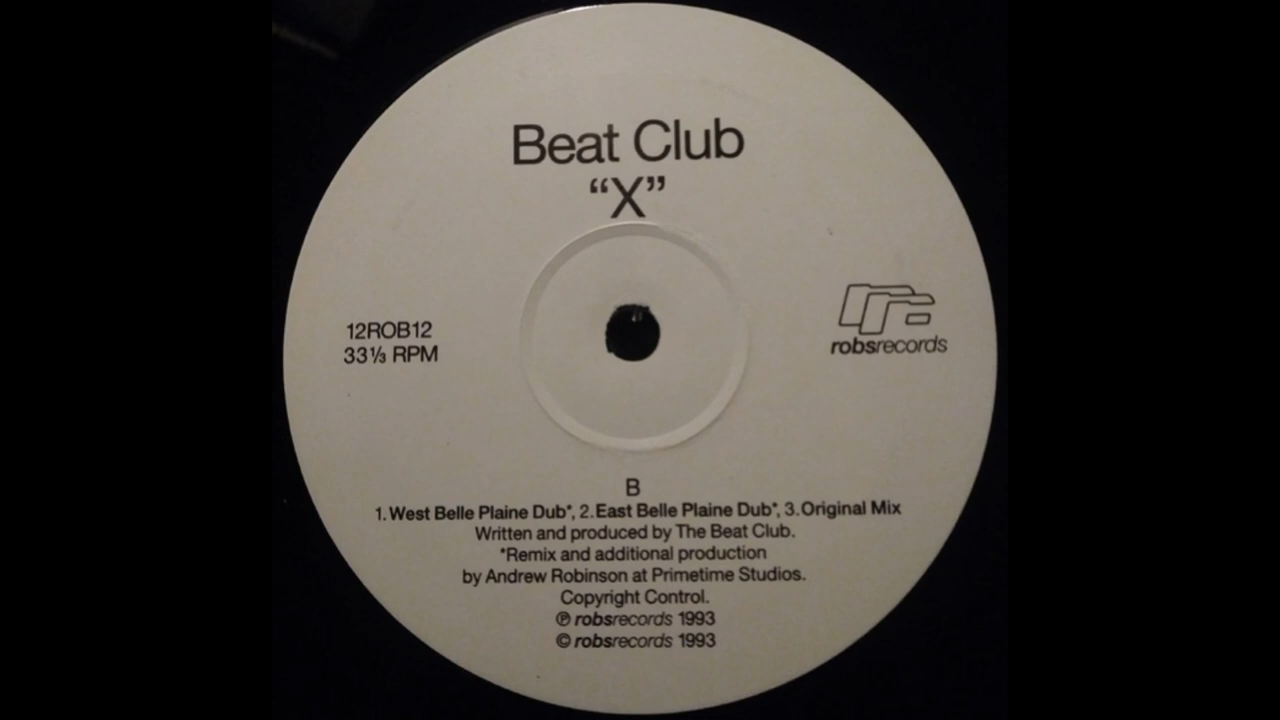 Beat Club
“X”
12ROB12
33⅓ RPM
robsrecords
B
1. West Belle Plaine Dub*, 2. East Belle Plaine Dub*, 3. Original Mix
Written and produced by The Beat Club.
*Remix and additional production
by Andrew Robinson at Primetime Studios.
Copyright Control.
℗ robsrecords 1993
© robsrecords 1993